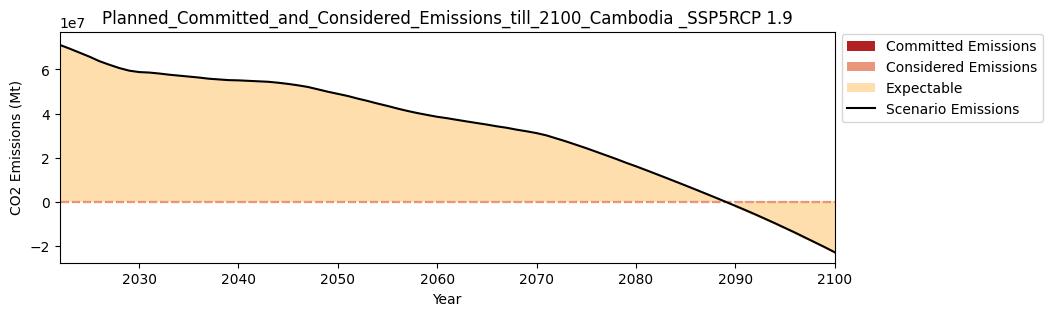 Planned_Committed_and_Considered_Emissions_till_2100_Cambodia _SSP5RCP 1.9
1e7
6
4
2
0
−2
CO2 Emissions (Mt)
2030 2040 2050 2060 2070 2080 2090 2100
Year
Committed Emissions
Considered Emissions
Expectable
Scenario Emissions